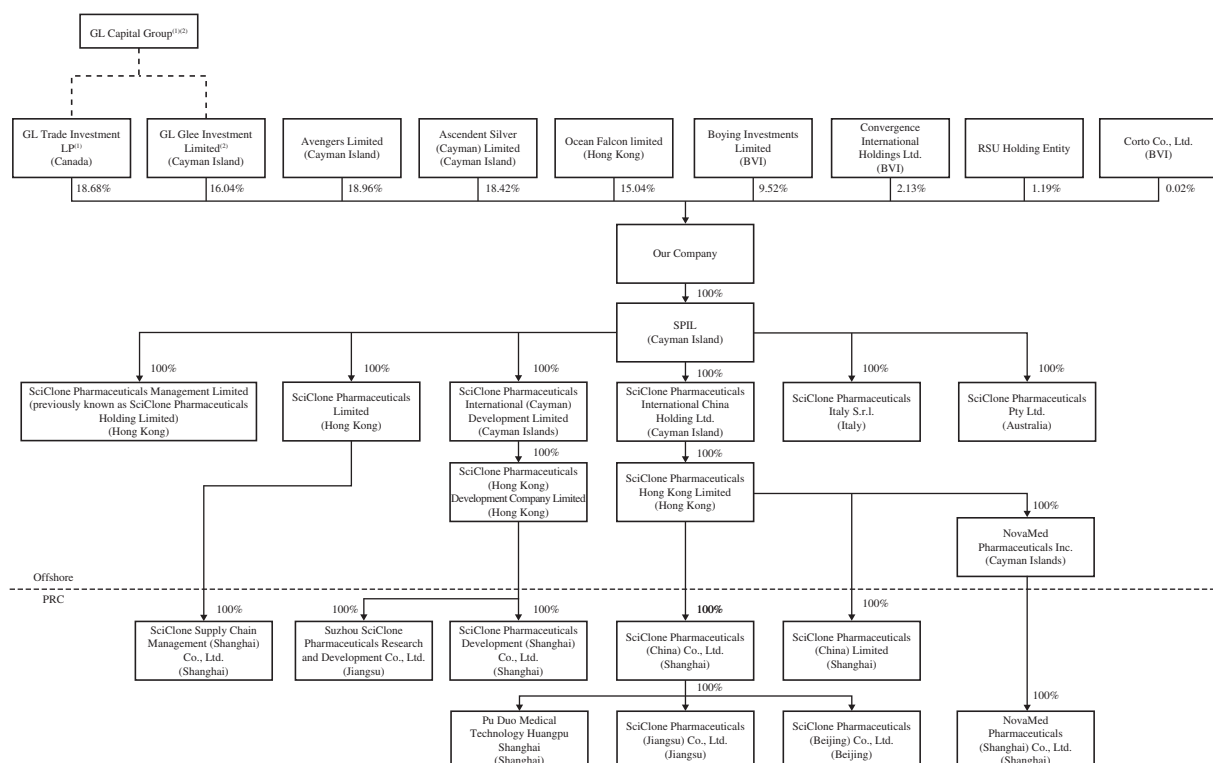 GL Capital Group(1)(2)
GL Trade Investment
LP(1)
(Canada)
GL Glee Investment
Limited(2)
(Cayman Island)
Avengers Limited
(Cayman Island)
Ascendent Silver
(Cayman) Limited
(Cayman Island)
Ocean Falcon limited
(Hong Kong)
Boying Investments
Limited
(BVI)
Convergence
International
Holdings Ltd.
(BVI)
RSU Holding Entity
Corto Co., Ltd.
(BVI)
18.68%
16.04%
18.96%
18.42%
15.04%
9.52%
2.13%
1.19%
0.02%
Our Company
100%
SPIL
(Cayman Island)
100%
100%
100%
100%
100%
100%
SciClone Pharmaceuticals Management Limited
(previously known as SciClone Pharmaceuticals
Holding Limited)
(Hong Kong)
SciClone Pharmaceuticals
Limited
(Hong Kong)
SciClone Pharmaceuticals
International (Cayman)
Development Limited
(Cayman Islands)
SciClone Pharmaceuticals
International China
Holding Ltd.
(Cayman Island)
SciClone Pharmaceuticals
Italy S.r.l.
(Italy)
SciClone Pharmaceuticals
Pty Ltd.
(Australia)
100%
100%
SciClone Pharmaceuticals
(Hong Kong)
Development Company Limited
(Hong Kong)
SciClone Pharmaceuticals
Hong Kong Limited
(Hong Kong)
100%
NovaMed
Pharmaceuticals Inc.
(Cayman Islands)
Offshore
PRC
100%
100%
100%
100%
100%
SciClone Supply Chain
Management (Shanghai)
Co., Ltd.
(Shanghai)
Suzhou SciClone
Pharmaceuticals Research
and Development Co., Ltd.
(Jiangsu)
SciClone Pharmaceuticals
Development (Shanghai)
Co., Ltd.
(Shanghai)
SciClone Pharmaceuticals
(China) Co., Ltd.
(Shanghai)
SciClone Pharmaceuticals
(China) Limited
(Shanghai)
100%
100%
Pu Duo Medical
Technology Huangpu
Shanghai
(Shanghai)
SciClone Pharmaceuticals
(Jiangsu) Co., Ltd.
(Jiangsu)
SciClone Pharmaceuticals
(Beijing) Co., Ltd.
(Beijing)
NovaMed
Pharmaceuticals
(Shanghai) Co., Ltd.
(Shanghai)